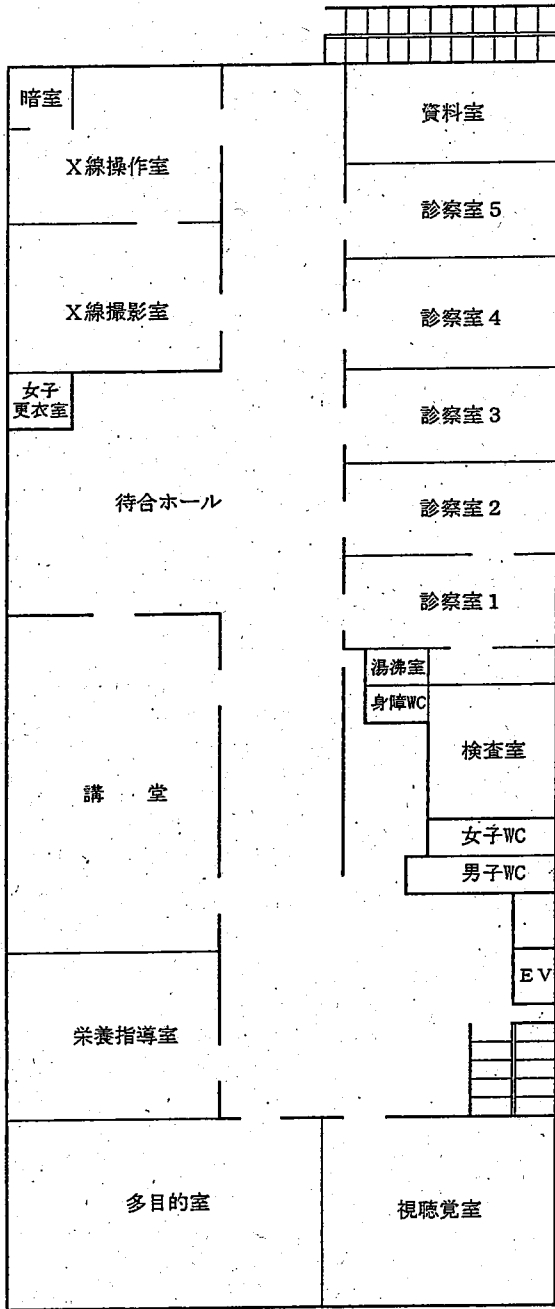 暗室
資料室
X線操作室
診察室5
X線撮影室
診察室4
女子
更衣室
診察室3
待合ホール
診察室2
診察室1
湯沸室
身障WC
検査室
講堂
女子WC
男子WC
EV
栄養指導室
多目的室
視聴覚室